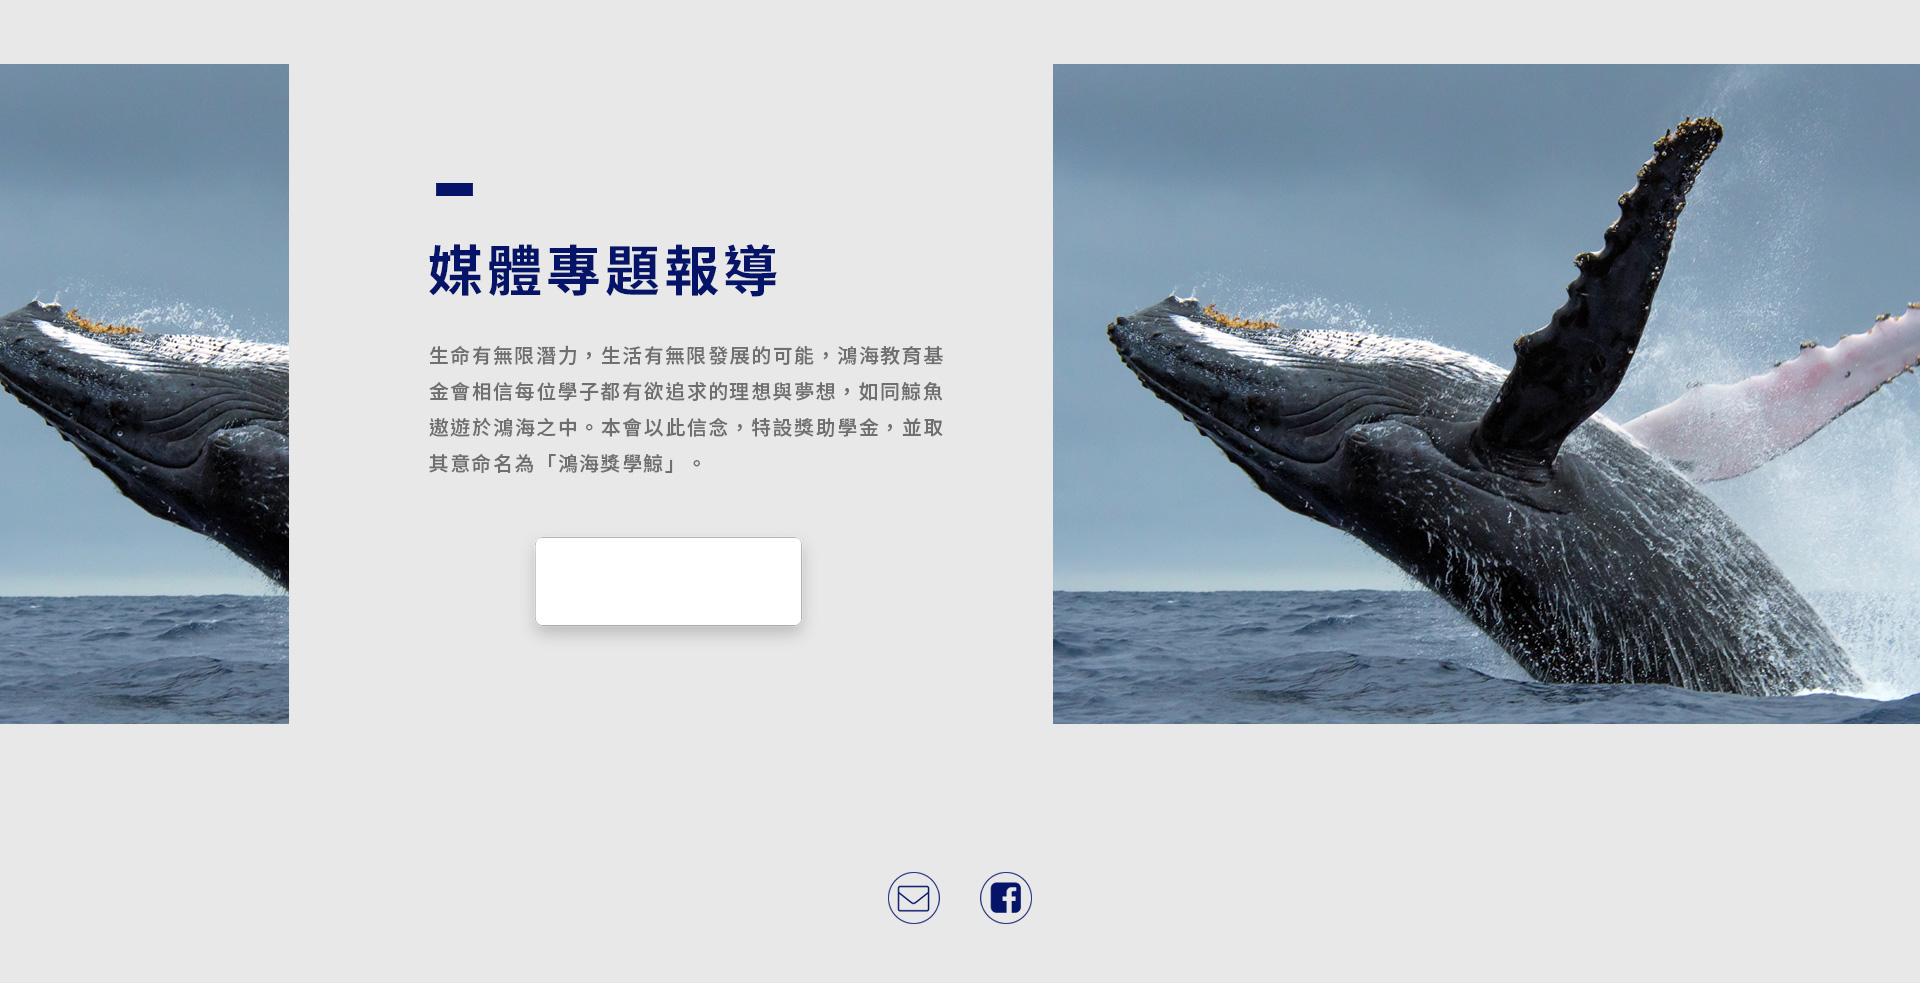 媒體專題報導
生命有無限潛力，生活有無限發展的可能，鴻海教育基
金會相信每位學子都有欲追求的理想與夢想，如同鯨魚
遨遊於鴻海之中。本會以此信念，特設獎助學金，並取
其意命名為「鴻海獎學鯨」。